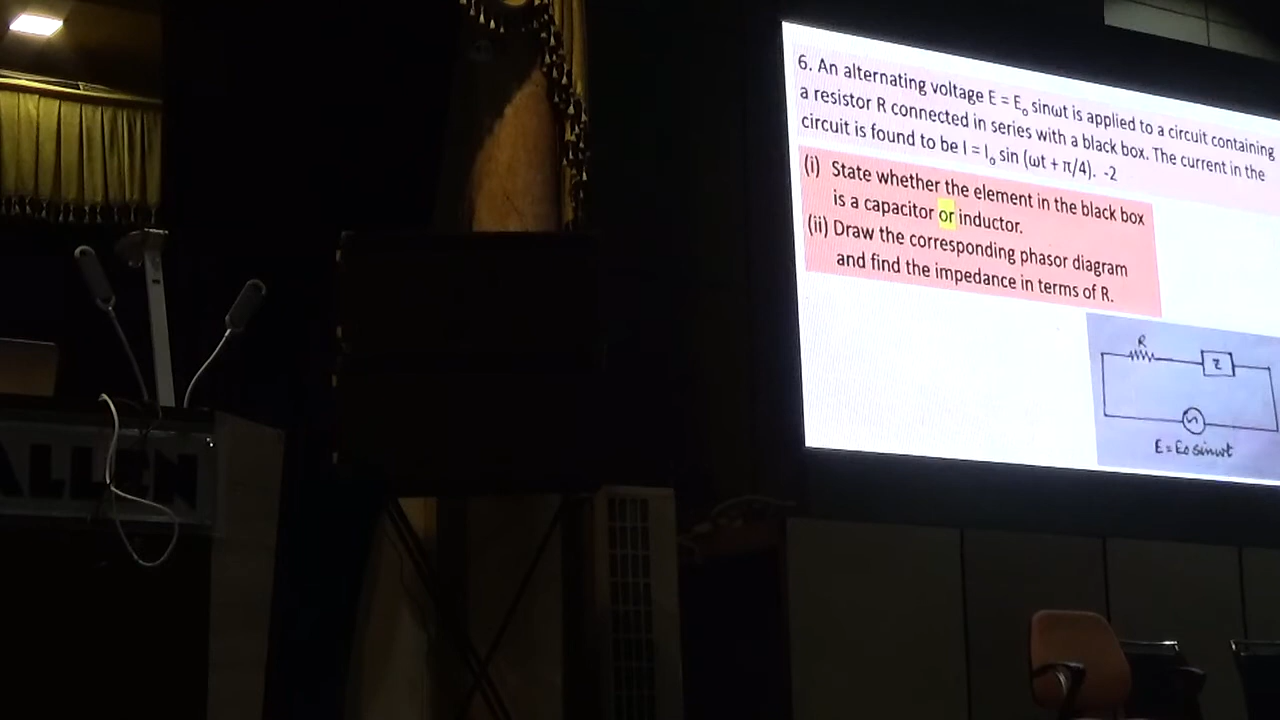 6. An alternating voltage E = E₀ sinωt is applied to a circuit containing
a resistor R connected in series with a black box. The current in the
circuit is found to be I = I₀ sin (ωt + π/4). -2
(i) State whether the element in the black box
is a capacitor or inductor.
(ii) Draw the corresponding phasor diagram
and find the impedance in terms of R.
R
Z
E = E₀ sinωt
ALLEN